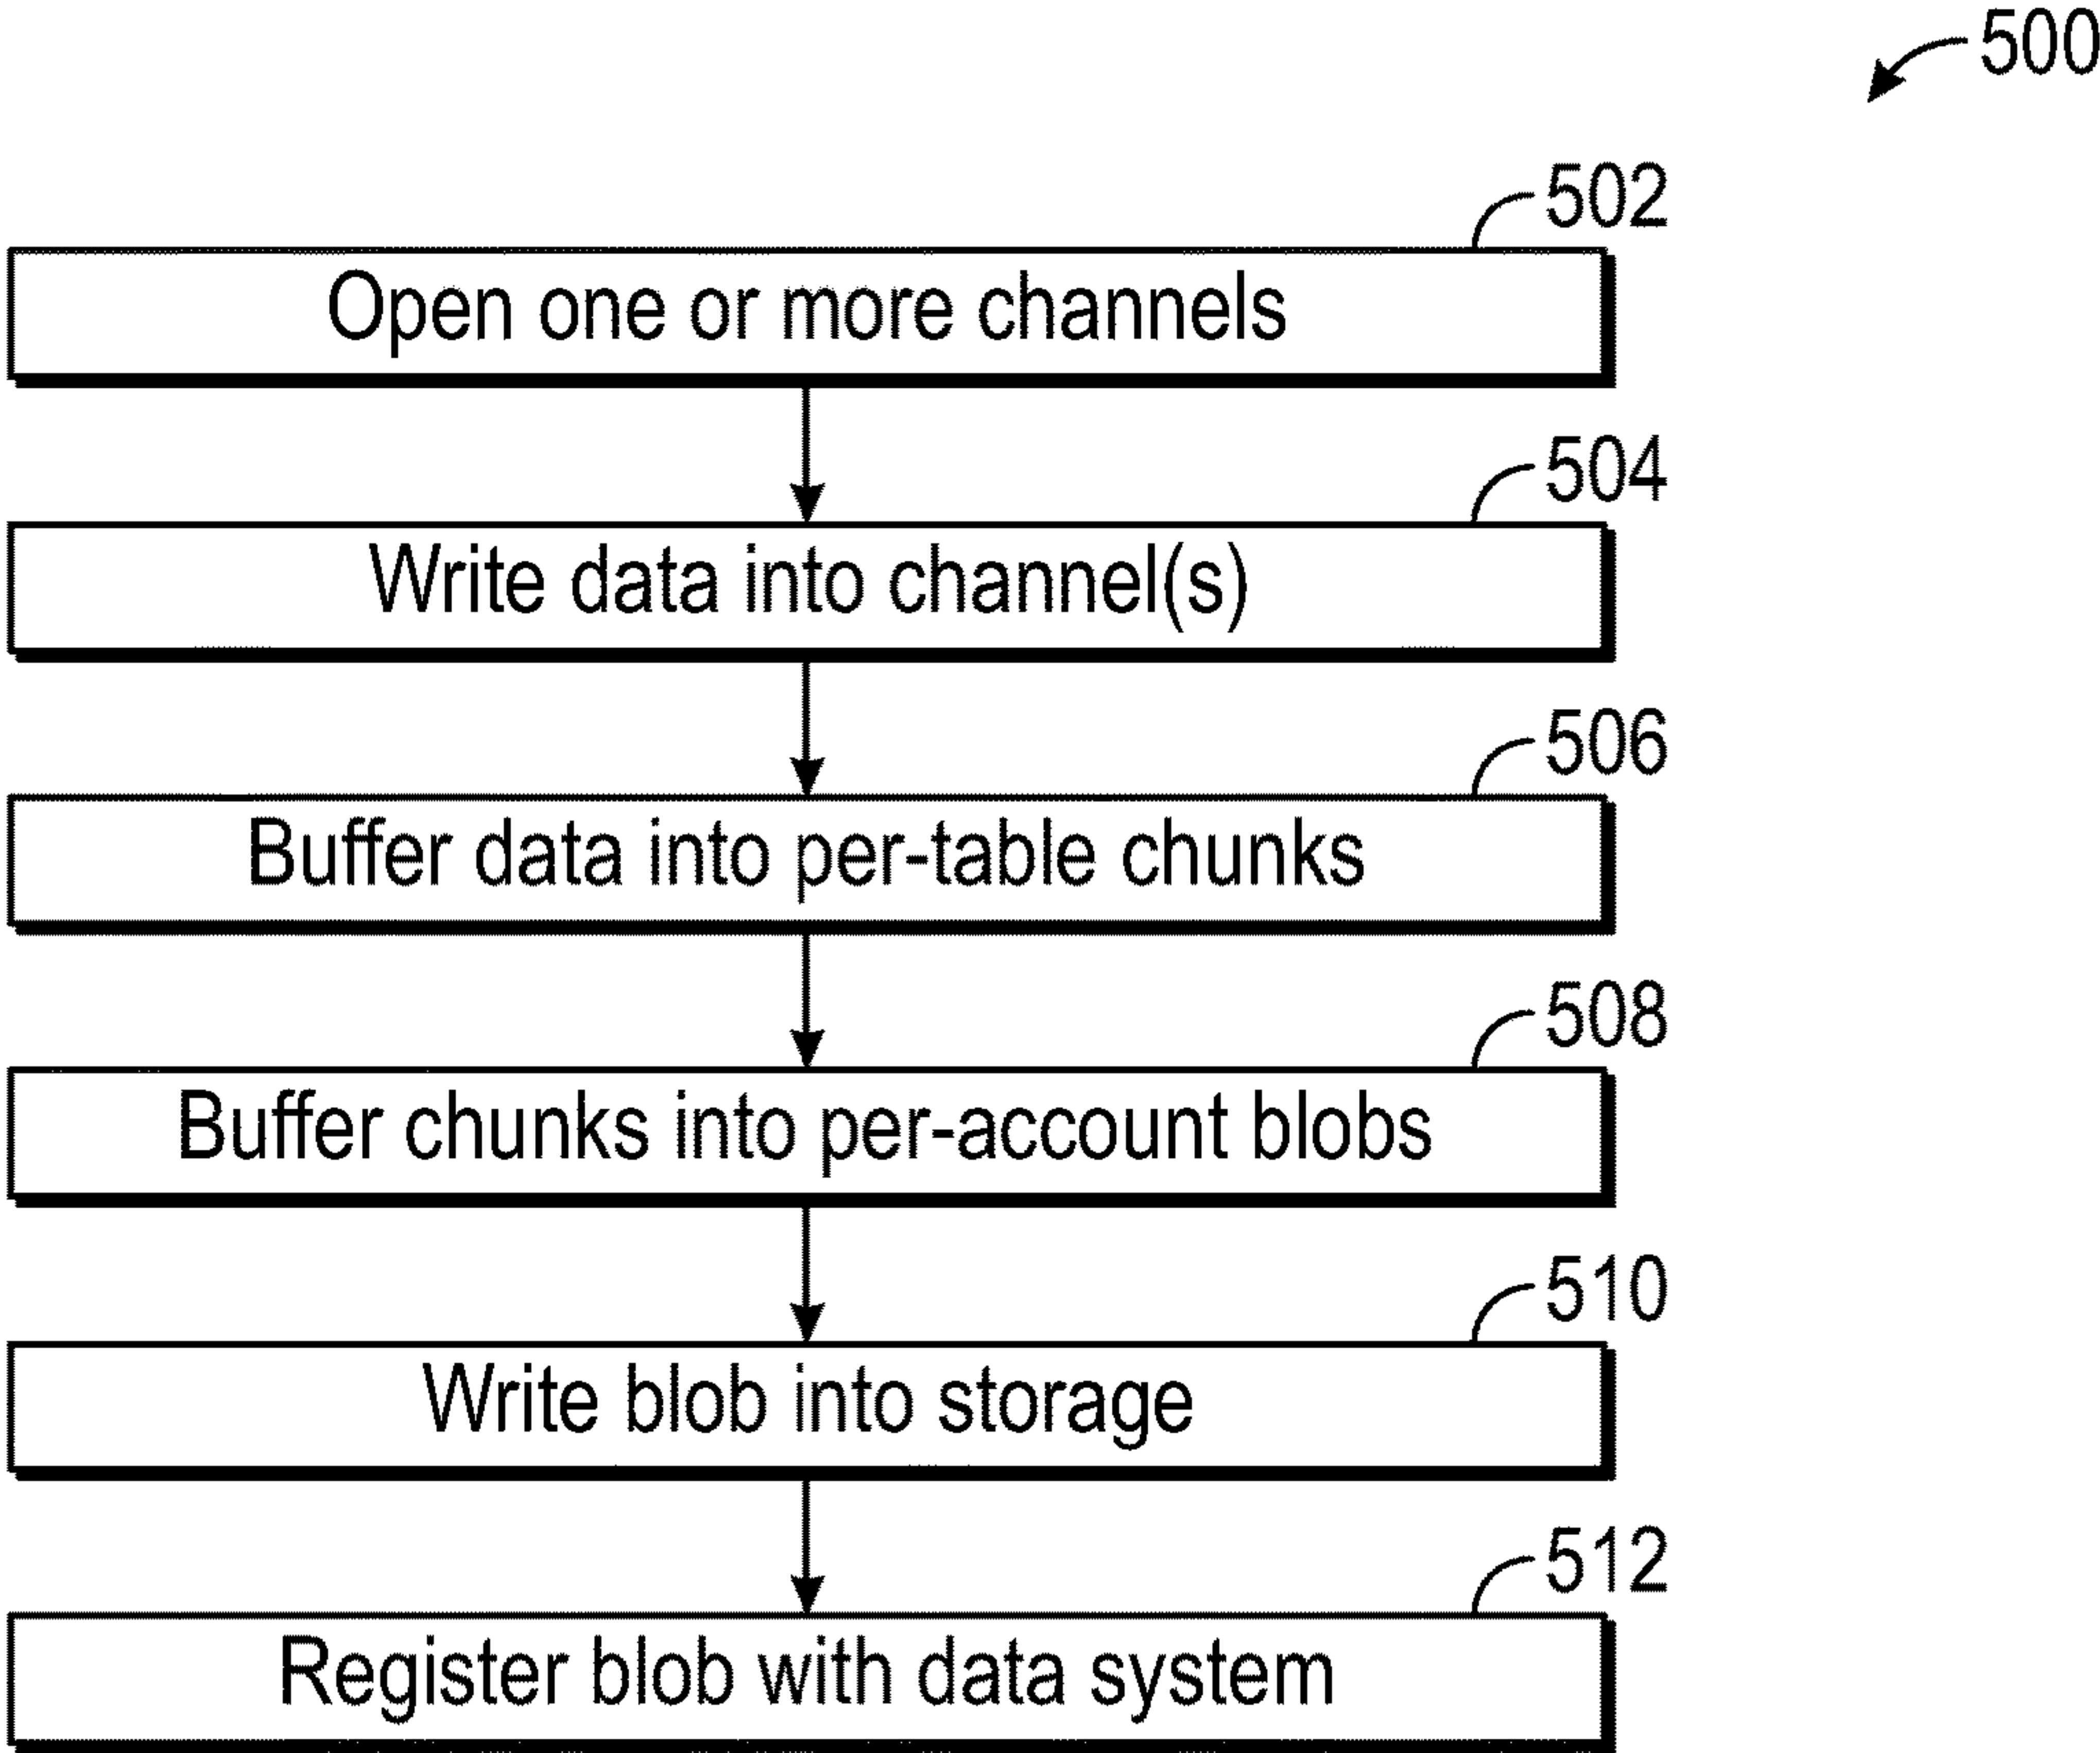 500
502
Open one or more channels
504
Write data into channel(s)
506
Buffer data into per-table chunks
508
Buffer chunks into per-account blobs
510
Write blob into storage
512
Register blob with data system